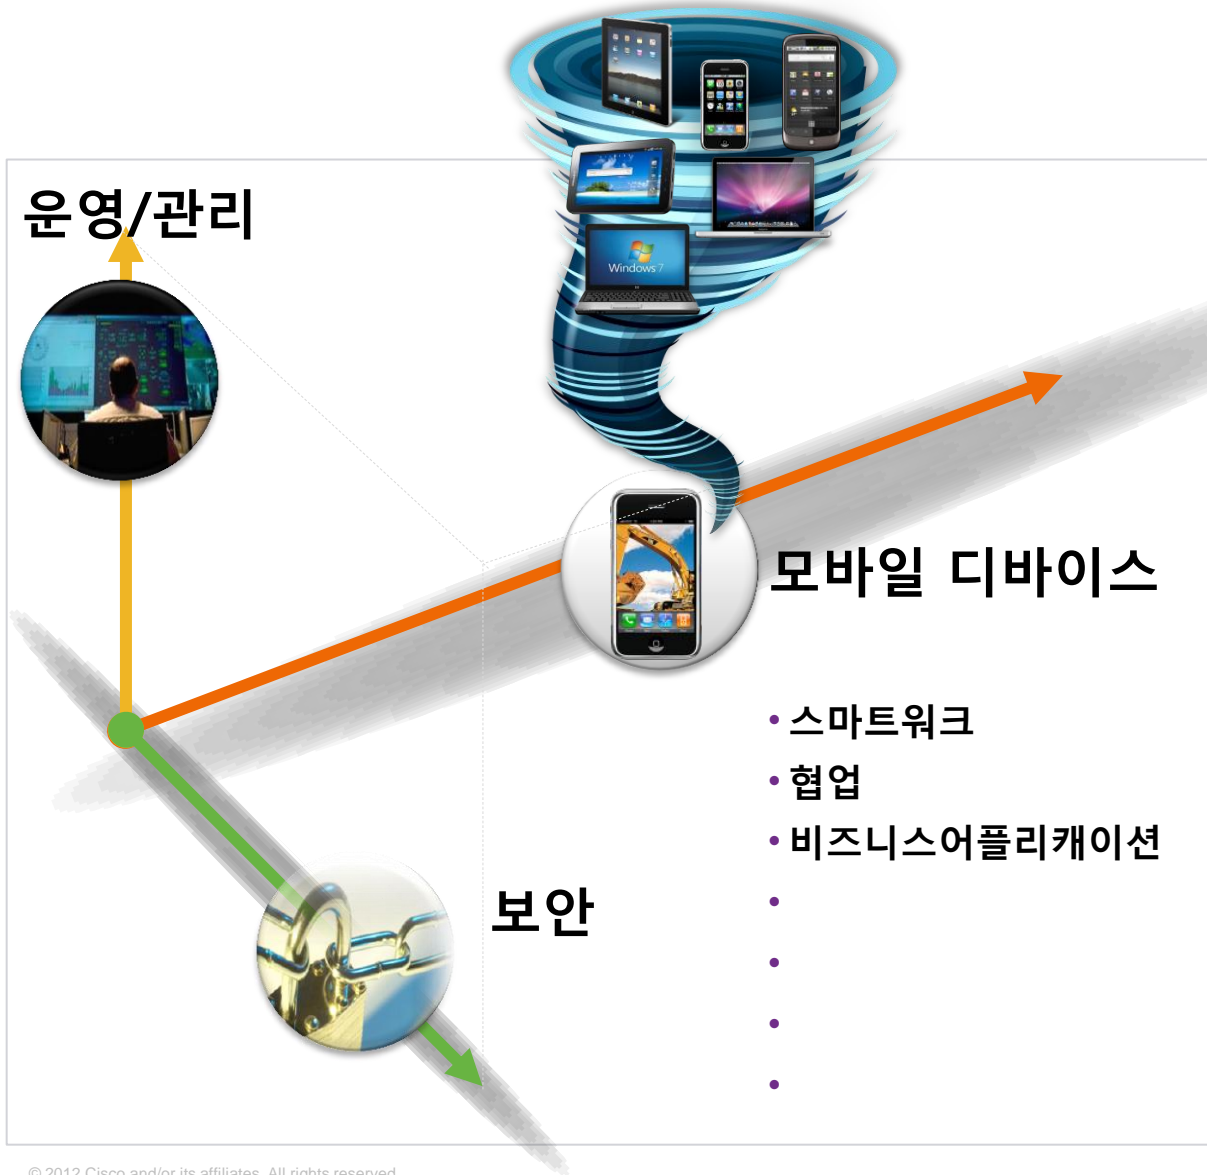 운영/관리
Windows 7
모바일 디바이스
• 스마트워크
• 협업
• 비즈니스어플리캐이션
•
•
•
•
보안
© 2012 Cisco and/or its affiliates. All rights reserved.